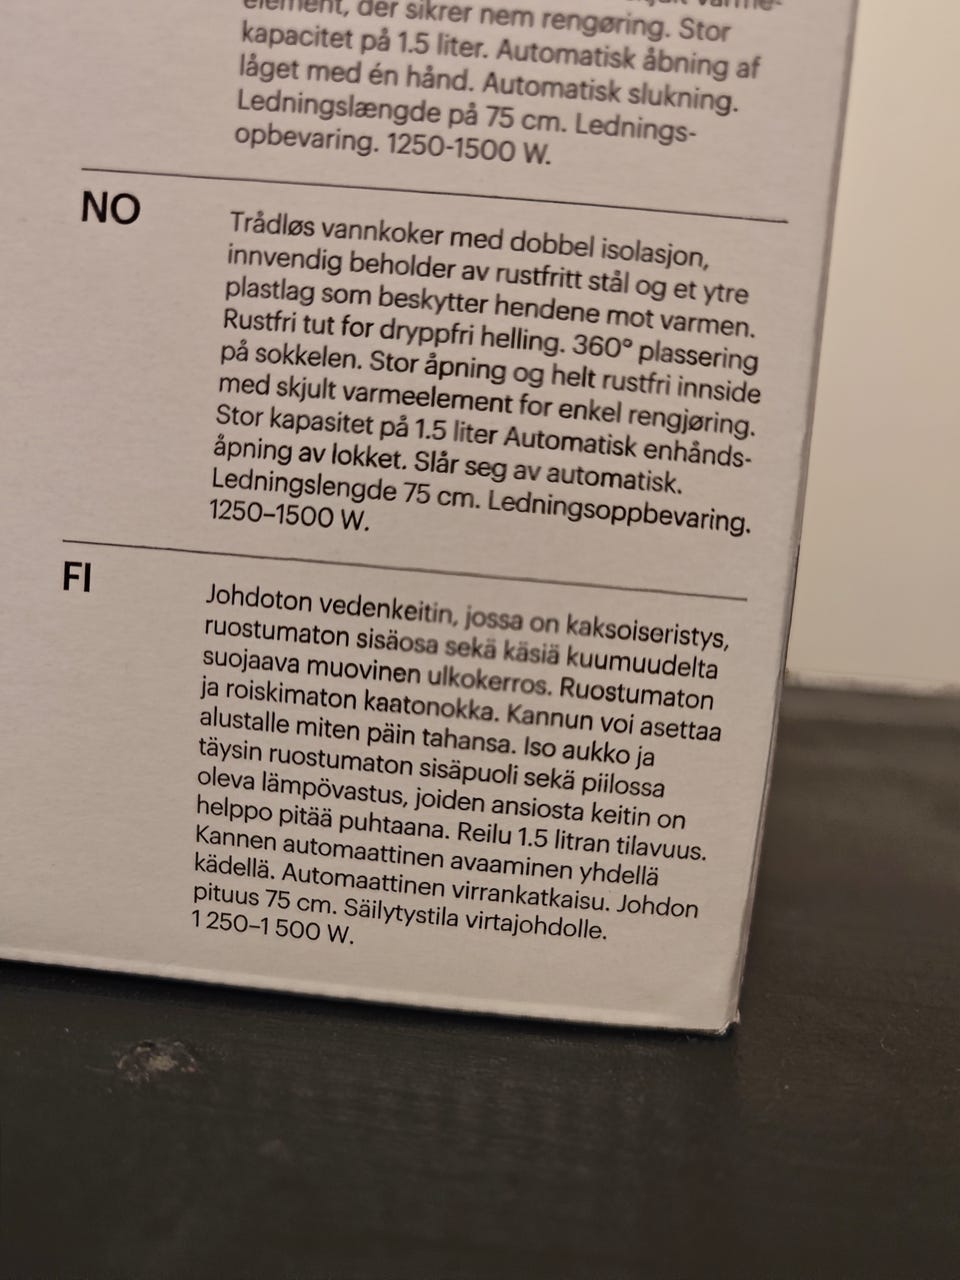 element, der sikrer nem rengøring. Stor
kapacitet på 1.5 liter. Automatisk åbning af
låget med én hånd. Automatisk slukning.
Ledningslængde på 75 cm. Lednings-
opbevaring. 1250-1500 W.
NO
Trådløs vannkoker med dobbel isolasjon,
innvendig beholder av rustfritt stål og et ytre
plastlag som beskytter hendene mot varmen.
Rustfri tut for dryppfri helling. 360° plassering
på sokkelen. Stor åpning og helt rustfri innside
med skjult varmeelement for enkel rengjøring.
Stor kapasitet på 1.5 liter Automatisk enhånds-
åpning av lokket. Slår seg av automatisk.
Ledningslengde 75 cm. Ledningsoppbevaring.
1250–1500 W.
FI
Johdoton vedenkeitin, jossa on kaksoiseristys,
ruostumaton sisäosa sekä käsiä kuumuudelta
suojaava muovinen ulkokerros. Ruostumaton
ja roiskimaton kaatonokka. Kannun voi asettaa
alustalle miten päin tahansa. Iso aukko ja
täysin ruostumaton sisäpuoli sekä piilossa
oleva lämpövastus, joiden ansiosta keitin on
helppo pitää puhtaana. Reilu 1.5 litran tilavuus.
Kannen automaattinen avaaminen yhdellä
kädellä. Automaattinen virrankatkaisu. Johdon
pituus 75 cm. Säilytystila virtajohdolle.
1 250–1 500 W.